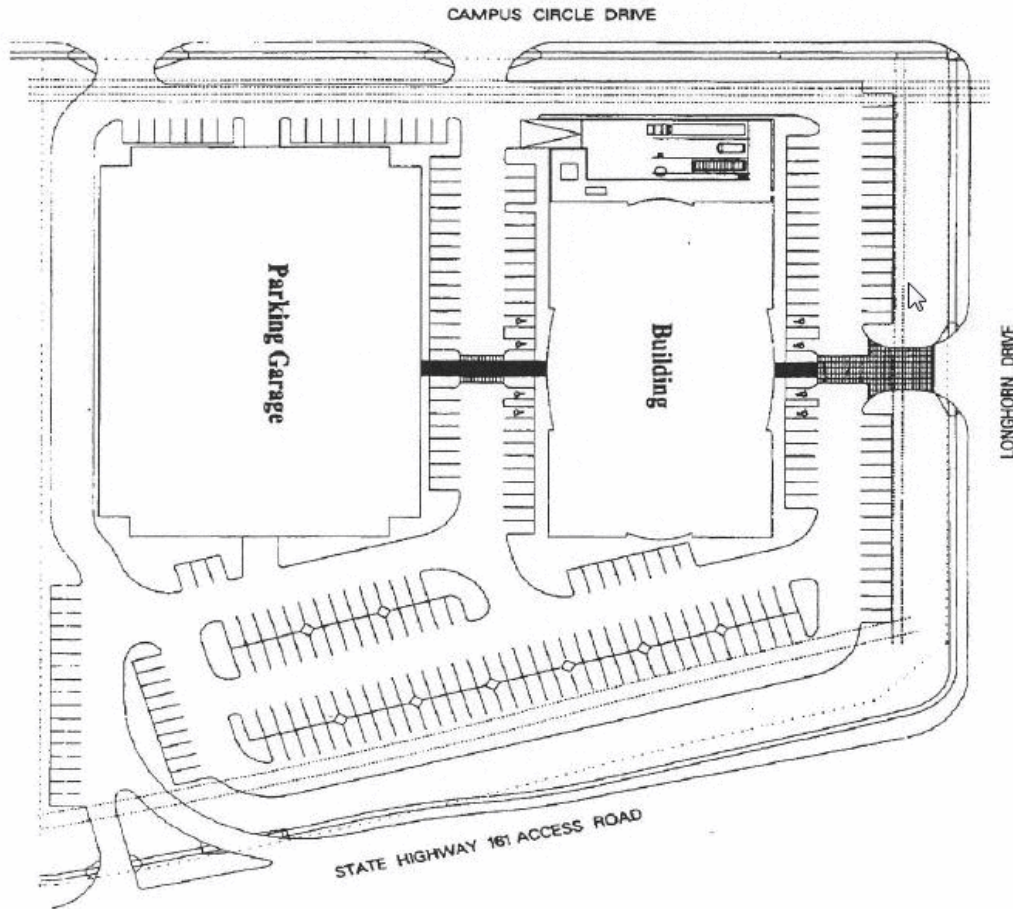 CAMPUS CIRCLE DRIVE
Parking Garage
Building
LONGHORN DRIVE
STATE HIGHWAY 161 ACCESS ROAD